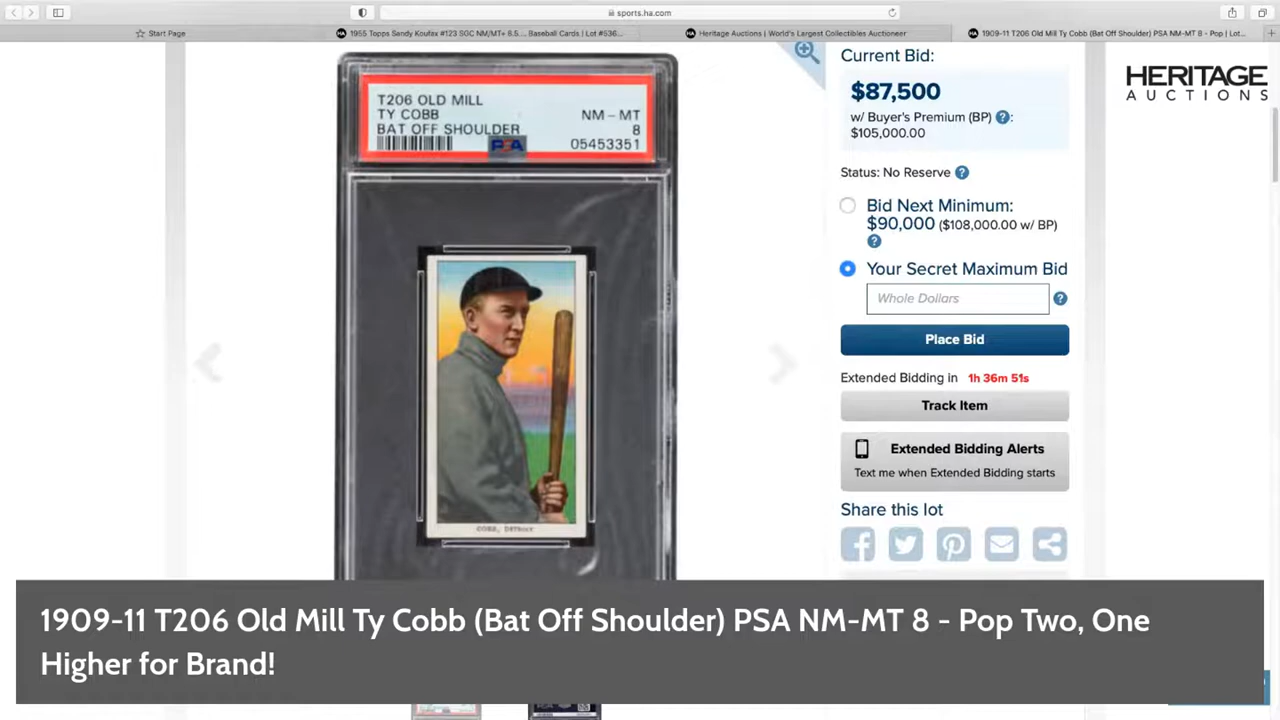 sports.ha.com
Start Page
1955 Topps Sandy Koufax #123 SGC NM/MT+ 8.5.... Baseball Cards | Lot #536...
Heritage Auctions | World's Largest Collectibles Auctioneer
1909-11 T206 Old Mill Ty Cobb (Bat Off Shoulder) PSA NM-MT 8 - Pop | Lot...
HERITAGE
AUCTIONS
T206 OLD MILL
TY COBB NM-MT
BAT OFF SHOULDER 8
PSA 05453351
COBB, DETROIT
Current Bid:
$87,500
w/ Buyer's Premium (BP) ?:
$105,000.00
Status: No Reserve ?
Bid Next Minimum:
$90,000 ($108,000.00 w/ BP)
?
Your Secret Maximum Bid
Whole Dollars ?
Place Bid
Extended Bidding in 1h 36m 51s
Track Item
Extended Bidding Alerts
Text me when Extended Bidding starts
Share this lot
1909-11 T206 Old Mill Ty Cobb (Bat Off Shoulder) PSA NM-MT 8 - Pop Two, One
Higher for Brand!